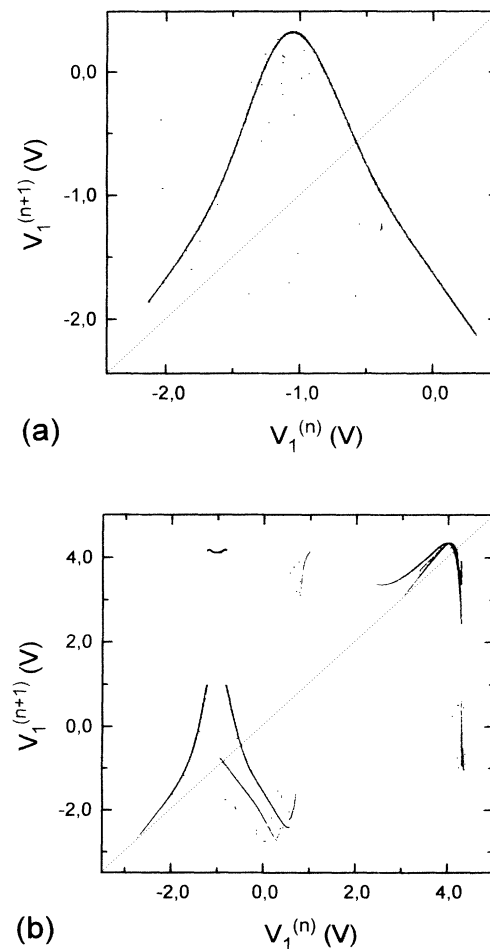 0,0
-1,0
-2,0
V₁⁽ⁿ⁺¹⁾ (V)
-2,0 -1,0 0,0
(a)
V₁⁽ⁿ⁾ (V)
4,0
2,0
0,0
-2,0
V₁⁽ⁿ⁺¹⁾ (V)
-2,0 0,0 2,0 4,0
(b)
V₁⁽ⁿ⁾ (V)